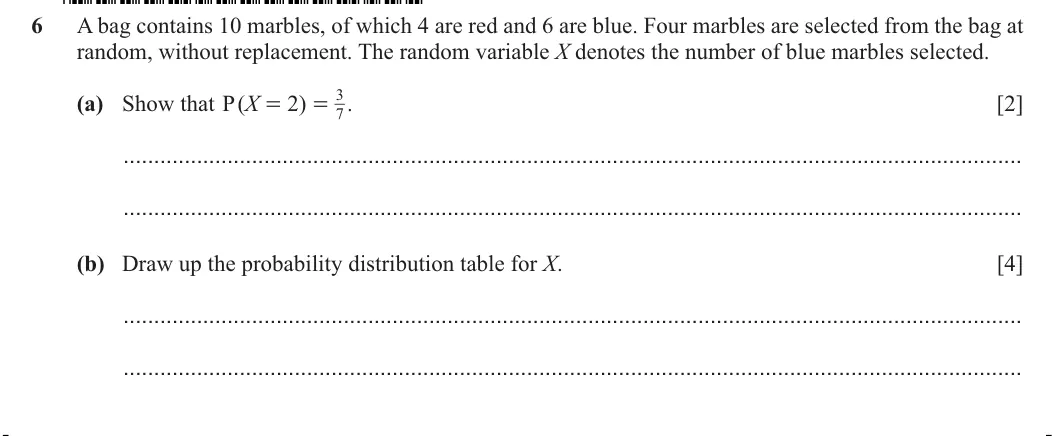 6 A bag contains 10 marbles, of which 4 are red and 6 are blue. Four marbles are selected from the bag at
random, without replacement. The random variable X denotes the number of blue marbles selected.
(a) Show that P(X = 2) = 3/7. [2]
(b) Draw up the probability distribution table for X. [4]